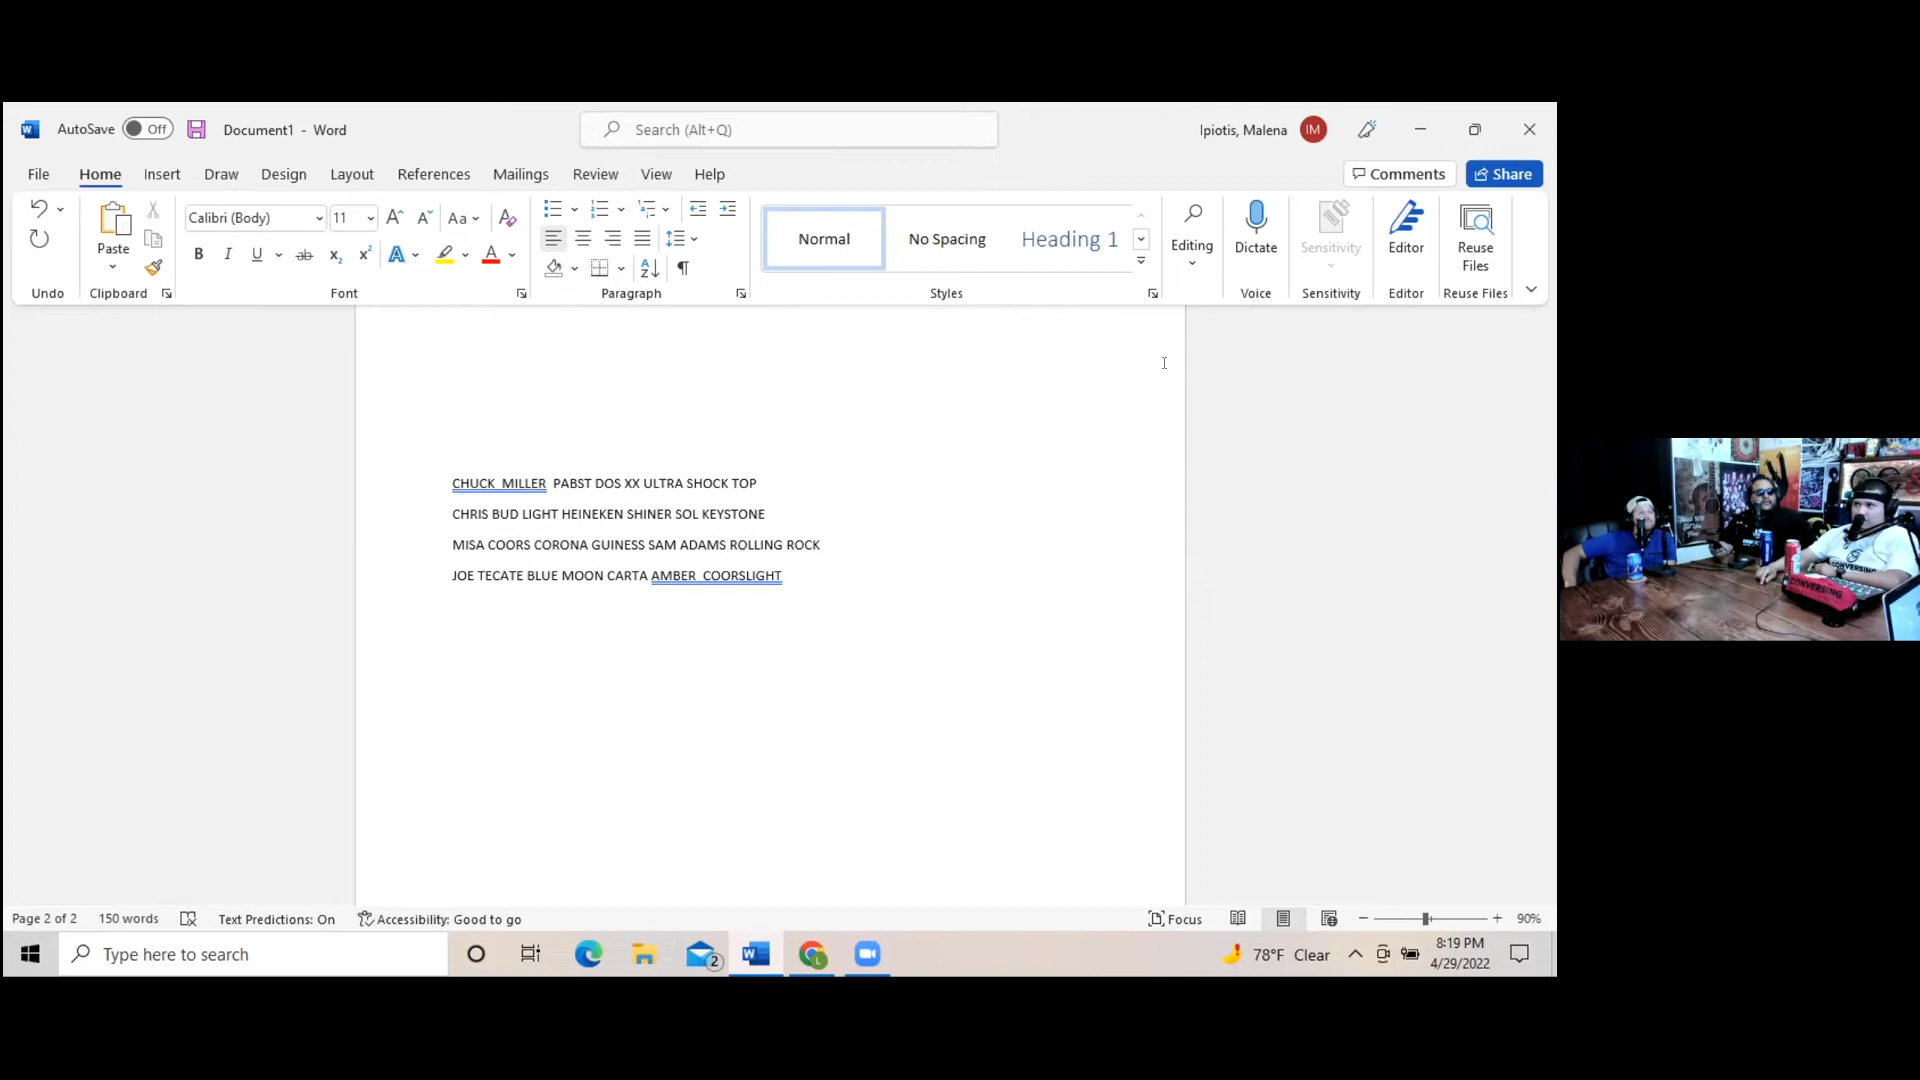 AutoSave Off Document1 - Word Search (Alt+Q) Ipiotis, Malena IM
File Home Insert Draw Design Layout References Mailings Review View Help Comments Share
Calibri (Body) 11 Aa
Paste
Normal No Spacing Heading 1
Editing Dictate Sensitivity Editor Reuse Files
Undo Clipboard Font Paragraph Styles Voice Sensitivity Editor Reuse Files
CHUCK  MILLER  PABST DOS XX ULTRA SHOCK TOP
CHRIS BUD LIGHT HEINEKEN SHINER SOL KEYSTONE
MISA COORS CORONA GUINESS SAM ADAMS ROLLING ROCK
JOE TECATE BLUE MOON CARTA AMBER  COORSLIGHT
CONVERSING
CONVERSING
Page 2 of 2 150 words Text Predictions: On Accessibility: Good to go Focus 90%
Type here to search 2 L 78°F Clear 8:19 PM
4/29/2022